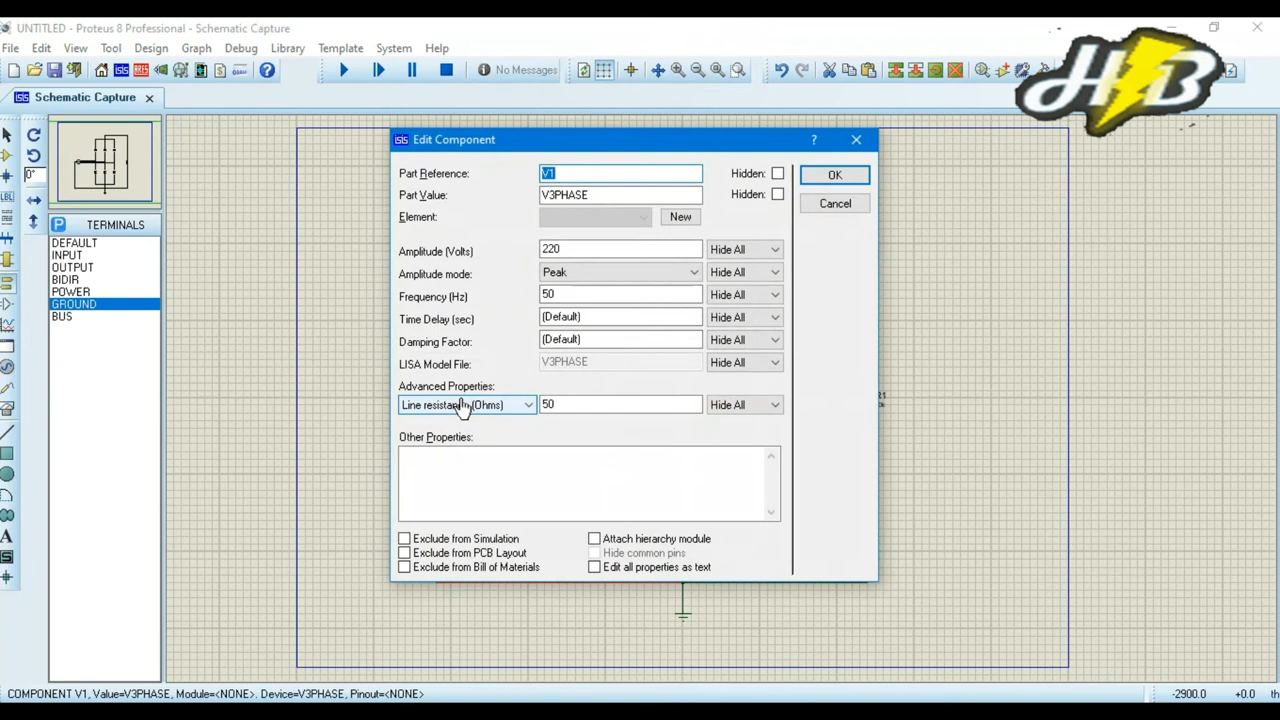 UNTITLED - Proteus 8 Professional - Schematic Capture
File Edit View Tool Design Graph Debug Library Template System Help
No Messages
Schematic Capture
HB
Edit Component
0°
LBL
P TERMINALS
DEFAULT
INPUT
OUTPUT
BIDIR
POWER
GROUND
BUS
Part Reference: V1 Hidden:
Part Value: V3PHASE Hidden:
Element: New
Amplitude (Volts) 220 Hide All
Amplitude mode: Peak Hide All
Frequency (Hz) 50 Hide All
Time Delay (sec) (Default) Hide All
Damping Factor: (Default) Hide All
LISA Model File: V3PHASE Hide All
Advanced Properties:
Line resistan (Ohms) 50 Hide All
Other Properties:
Exclude from Simulation Attach hierarchy module
Exclude from PCB Layout Hide common pins
Exclude from Bill of Materials Edit all properties as text
OK
Cancel
COMPONENT V1, Value=V3PHASE, Module=<NONE>. Device=V3PHASE, Pinout=<NONE>
-2900.0 +0.0 th